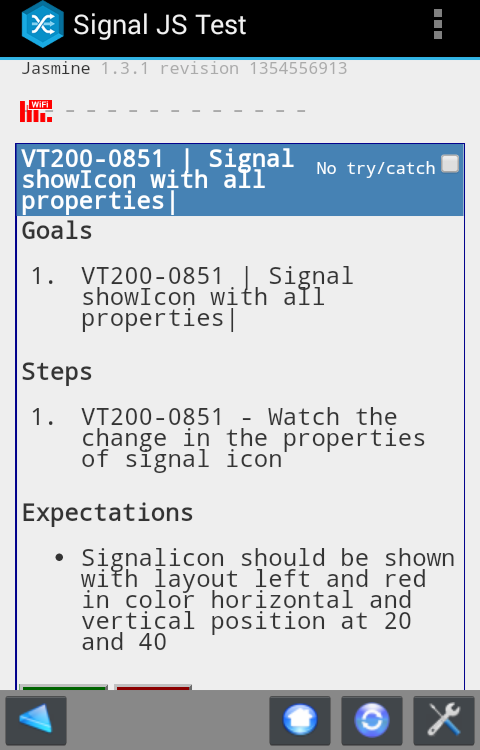 Signal JS Test
Jasmine 1.3.1 revision 1354556913
WiFi
- - - - - - - - - - - -
VT200-0851 | Signal
showIcon with all
properties|
No try/catch
Goals
1. VT200-0851 | Signal
showIcon with all
properties|
Steps
1. VT200-0851 - Watch the
change in the properties
of signal icon
Expectations
• Signalicon should be shown
with layout left and red
in color horizontal and
vertical position at 20
and 40